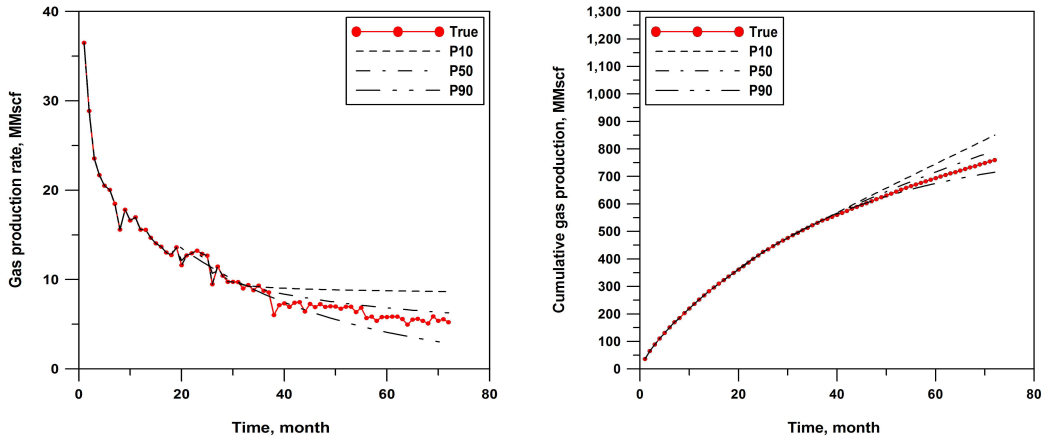 Gas production rate, MMscf
40
30
20
10
0
0
20
40
60
80
Time, month
True
P10
P50
P90
Cumulative gas production, MMscf
1,300
1,200
1,100
1,000
900
800
700
600
500
400
300
200
100
0
0
20
40
60
80
Time, month
True
P10
P50
P90